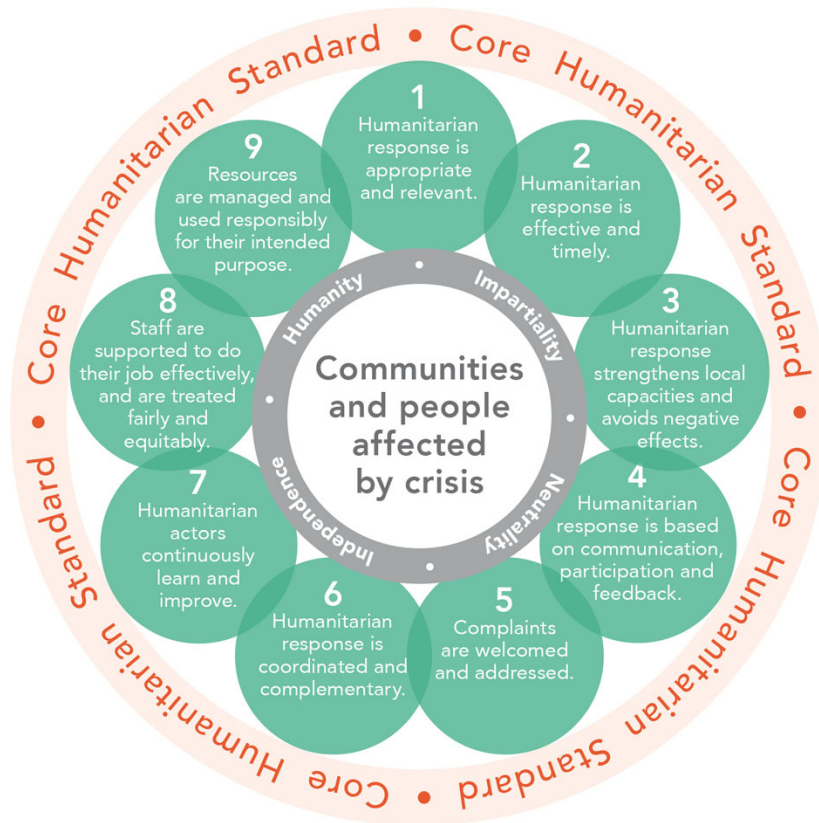 Core Humanitarian Standard • Core Humanitarian Standard • Core Humanitarian Standard • Core Humanitarian Standard •
1
Humanitarian
response is
appropriate
and relevant.
2
Humanitarian
response is
effective and
timely.
3
Humanitarian
response
strengthens local
capacities and
avoids negative
effects.
4
Humanitarian
response is based
on communication,
participation and
feedback.
5
Complaints
are welcomed
and addressed.
6
Humanitarian
response is
coordinated and
complementary.
7
Humanitarian
actors
continuously
learn and
improve.
8
Staff are
supported to do
their job effectively,
and are treated
fairly and
equitably.
9
Resources
are managed and
used responsibly
for their intended
purpose.
Humanity • Impartiality • Neutrality • Independence •
Communities
and people
affected
by crisis